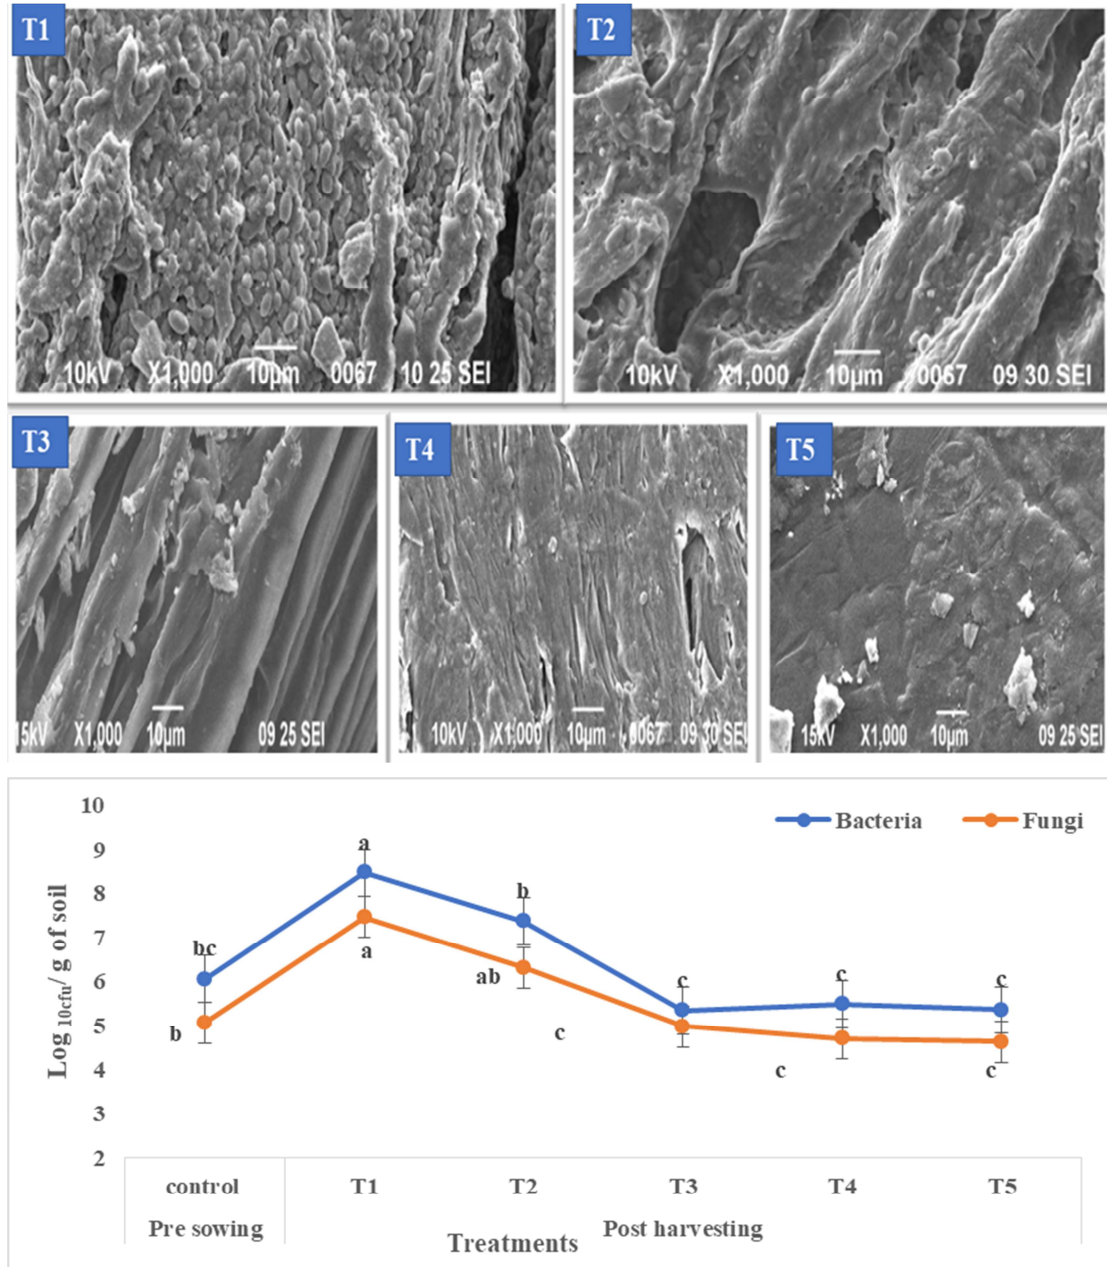 T1
T2
10kV X1,000 10µm 0067 10 25 SEI
10kV X1,000 10µm 0067 09 30 SEI
T3
T4
T5
15kV X1,000 10µm 09 25 SEI
10kV X1,000 10µm 0067 09 30 SEI
15kV X1,000 10µm 09 25 SEI
10
9
8
7
6
5
4
3
2
Log 10cfu/ g of soil
Bacteria
Fungi
bc
a
b
c
c
c
b
a
ab
c
c
c
control
T1
T2
T3
T4
T5
Pre sowing
Post harvesting
Treatments